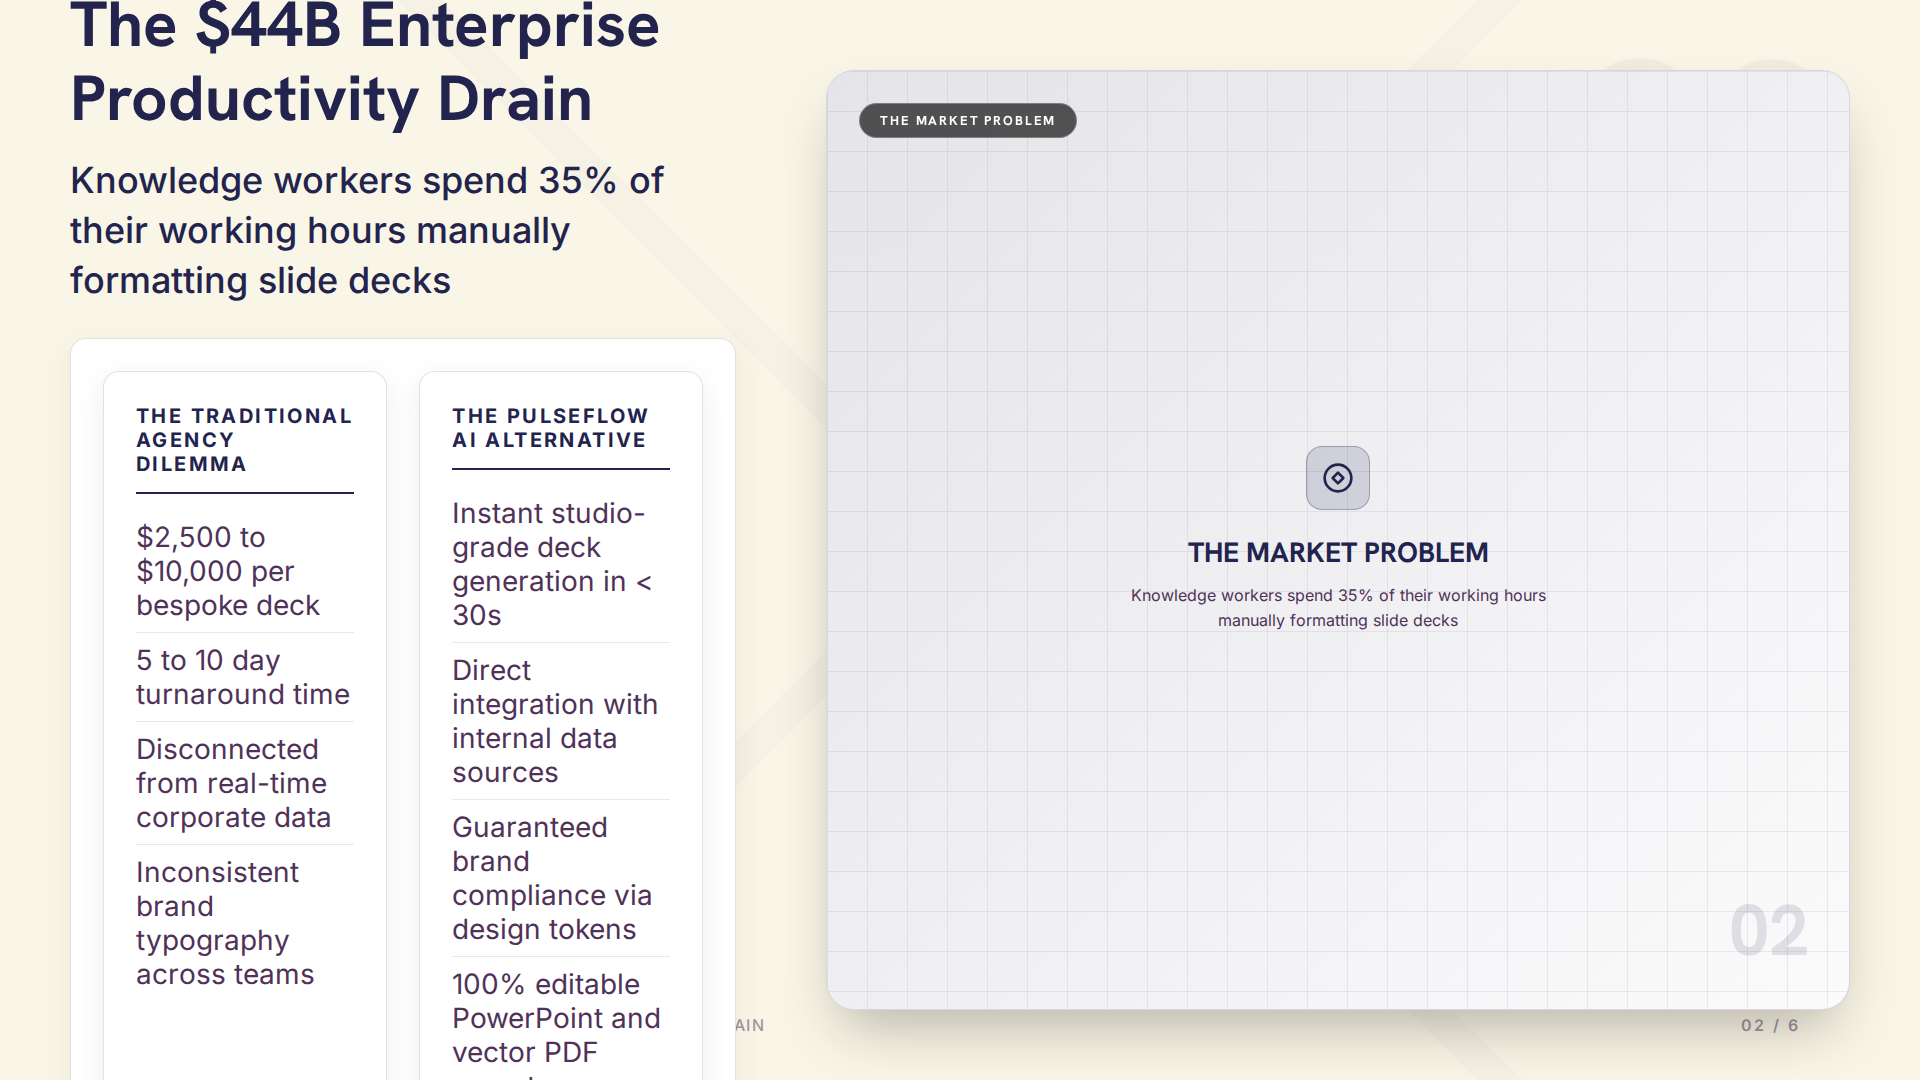 The $44B Enterprise
Productivity Drain
Knowledge workers spend 35% of
their working hours manually
formatting slide decks
THE TRADITIONAL
AGENCY
DILEMMA
$2,500 to
$10,000 per
bespoke deck
5 to 10 day
turnaround time
Disconnected
from real-time
corporate data
Inconsistent
brand
typography
across teams
THE PULSEFLOW
AI ALTERNATIVE
Instant studio-
grade deck
generation in <
30s
Direct
integration with
internal data
sources
Guaranteed
brand
compliance via
design tokens
100% editable
PowerPoint and
vector PDF
THE MARKET PROBLEM
THE MARKET PROBLEM
Knowledge workers spend 35% of their working hours
manually formatting slide decks
02
AIN
02 / 6